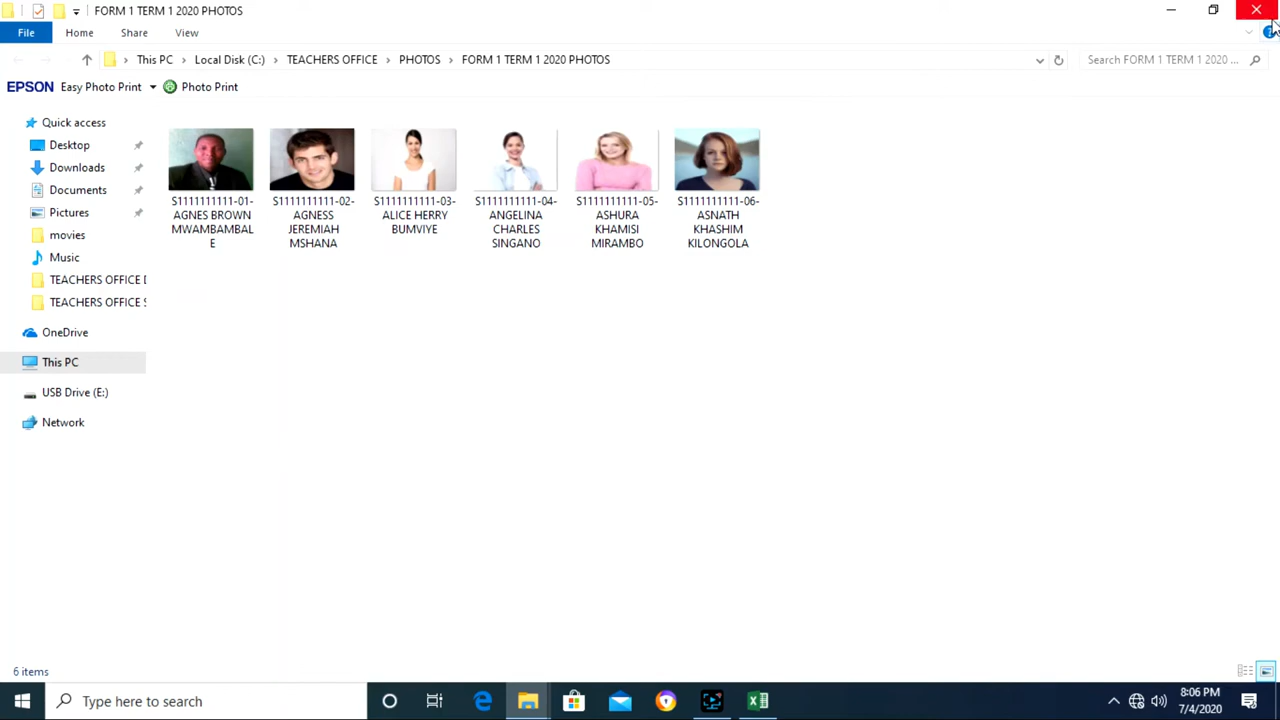 FORM 1 TERM 1 2020 PHOTOS
File Home Share View
This PC Local Disk (C:) TEACHERS OFFICE PHOTOS FORM 1 TERM 1 2020 PHOTOS
Search FORM 1 TERM 1 2020 ...
EPSON Easy Photo Print Photo Print
Quick access
Desktop
Downloads
Documents
Pictures
movies
Music
TEACHERS OFFICE D
TEACHERS OFFICE S
OneDrive
This PC
USB Drive (E:)
Network
S1111111111-01-
AGNES BROWN
MWAMBAMBAL
E
S1111111111-02-
AGNESS
JEREMIAH
MSHANA
S1111111111-03-
ALICE HERRY
BUMVIYE
S1111111111-04-
ANGELINA
CHARLES
SINGANO
S1111111111-05-
ASHURA
KHAMISI
MIRAMBO
S1111111111-06-
ASNATH
KHASHIM
KILONGOLA
6 items
Type here to search
8:06 PM
7/4/2020